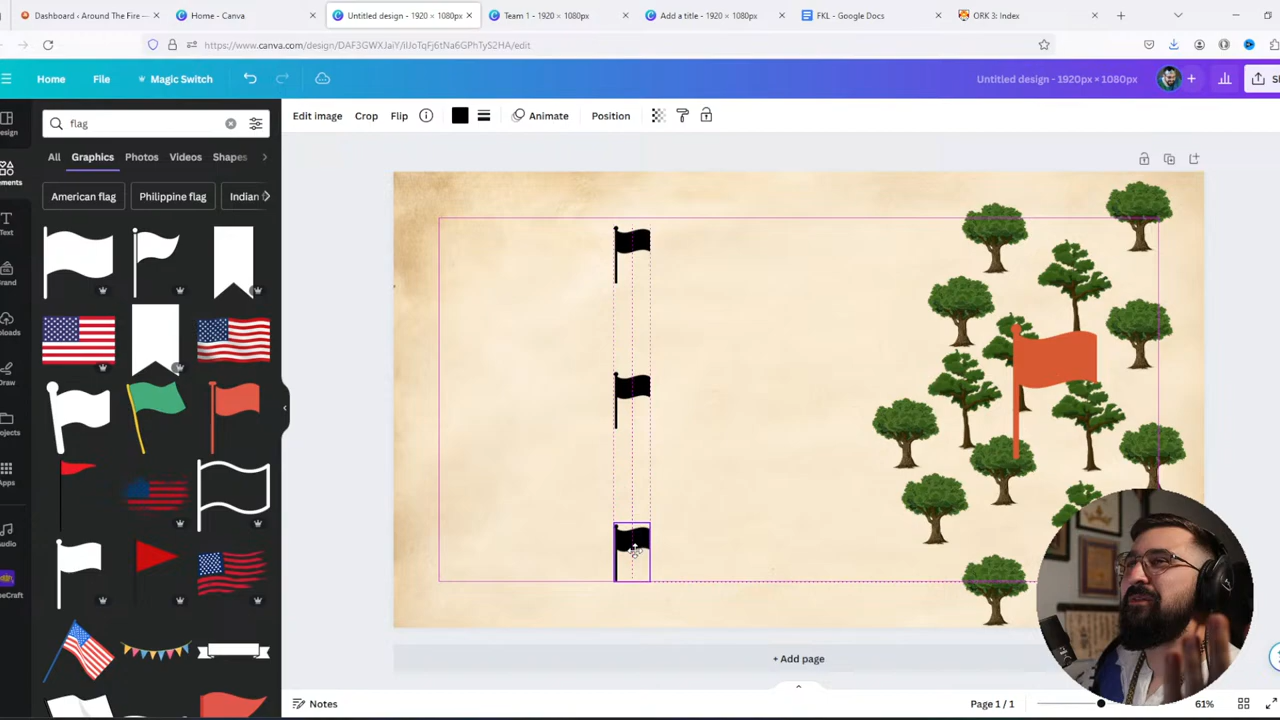 Dashboard ‹ Around The Fire —
Home - Canva
Untitled design - 1920 × 1080p
Team 1 - 1920 × 1080px
Add a title - 1920 × 1080px
FKL - Google Docs
ORK 3: Index
https://www.canva.com/design/DAF3GWXJaiY/iUoTqFj6tNa6GPhTyS2HA/edit
Home
File
Magic Switch
Untitled design - 1920px × 1080px
flag
Edit image
Crop
Flip
Animate
Position
All
Graphics
Photos
Videos
Shapes
American flag
Philippine flag
Indian
Text
+ Add page
Notes
Page 1 / 1
61%